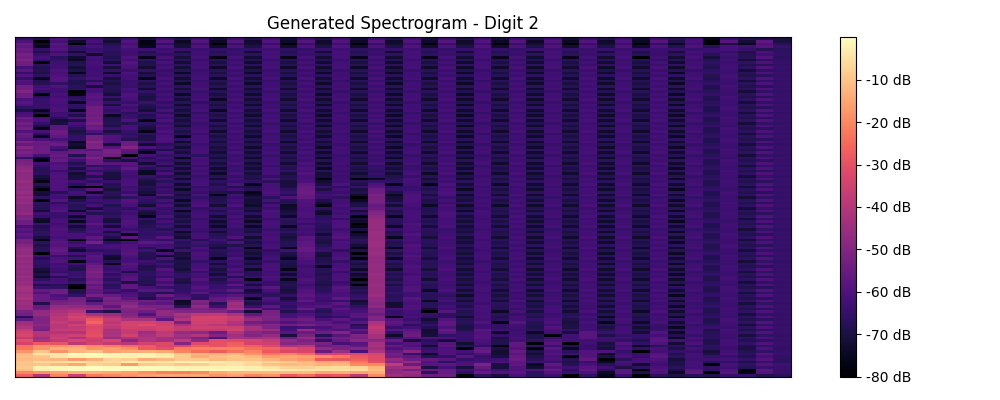 Generated Spectrogram - Digit 2
-10 dB
-20 dB
-30 dB
-40 dB
-50 dB
-60 dB
-70 dB
-80 dB